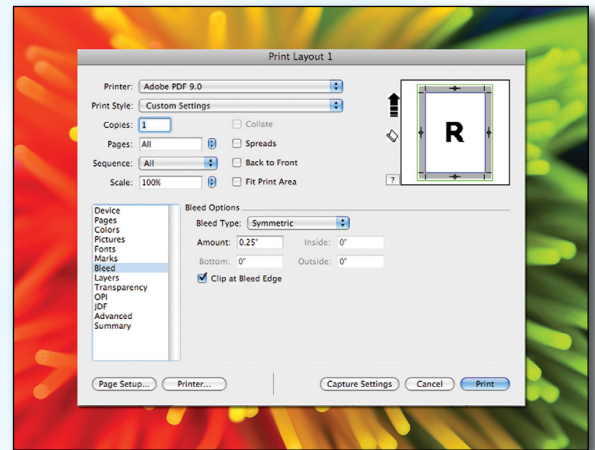 Print Layout 1
Printer: Adobe PDF 9.0
Print Style: Custom Settings
Copies: 1 Collate
Pages: All Spreads
Sequence: All Back to Front
Scale: 100% Fit Print Area
R
?
Device
Pages
Colors
Pictures
Fonts
Marks
Bleed
Layers
Transparency
OPI
JDF
Advanced
Summary
Bleed Options
Bleed Type: Symmetric
Amount: 0.25" Inside: 0"
Bottom: 0" Outside: 0"
Clip at Bleed Edge
Page Setup... Printer... Capture Settings Cancel Print